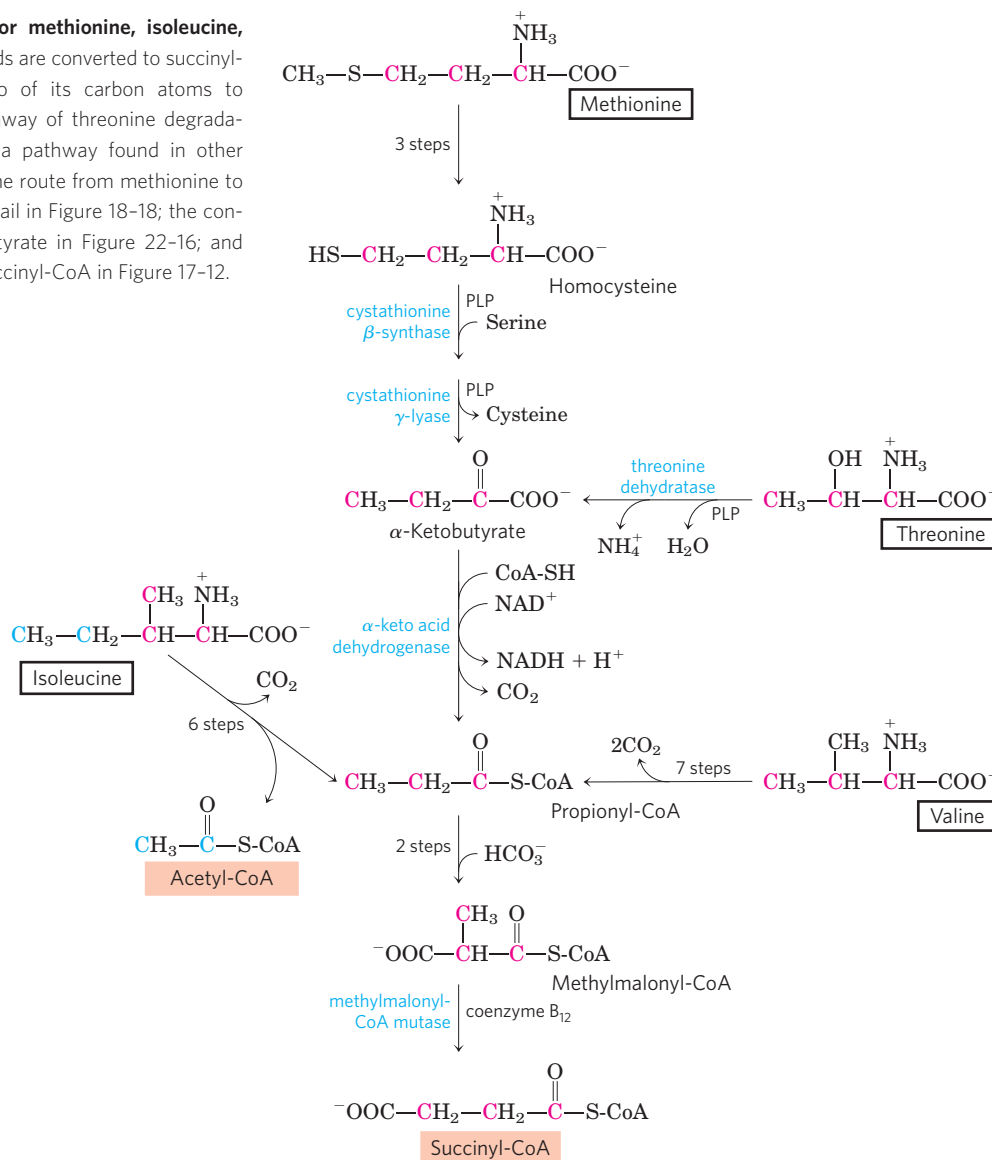 or methionine, isoleucine,
ds are converted to succinyl-
o of its carbon atoms to
way of threonine degrada-
a pathway found in other
ne route from methionine to
ail in Figure 18–18; the con-
tyrate in Figure 22–16; and
ccinyl-CoA in Figure 17–12.
+
NH₃
CH₃—S—CH₂—CH₂—CH—COO⁻
Methionine
3 steps
+
NH₃
HS—CH₂—CH₂—CH—COO⁻
Homocysteine
cystathionine
β-synthase
PLP
Serine
cystathionine
γ-lyase
PLP
Cysteine
O
CH₃—CH₂—C—COO⁻
α-Ketobutyrate
threonine
dehydratase
PLP
NH₄⁺ H₂O
+
OH NH₃
CH₃—CH—CH—COO⁻
Threonine
CoA-SH
NAD⁺
α-keto acid
dehydrogenase
NADH + H⁺
CO₂
+
CH₃ NH₃
CH₃—CH₂—CH—CH—COO⁻
Isoleucine
CO₂
6 steps
O
CH₃—C—S-CoA
Acetyl-CoA
O
CH₃—CH₂—C—S-CoA
Propionyl-CoA
2CO₂
7 steps
+
CH₃ NH₃
CH₃—CH—CH—COO⁻
Valine
2 steps
HCO₃⁻
CH₃ O
⁻OOC—CH—C—S-CoA
Methylmalonyl-CoA
methylmalonyl-
CoA mutase
coenzyme B₁₂
O
⁻OOC—CH₂—CH₂—C—S-CoA
Succinyl-CoA